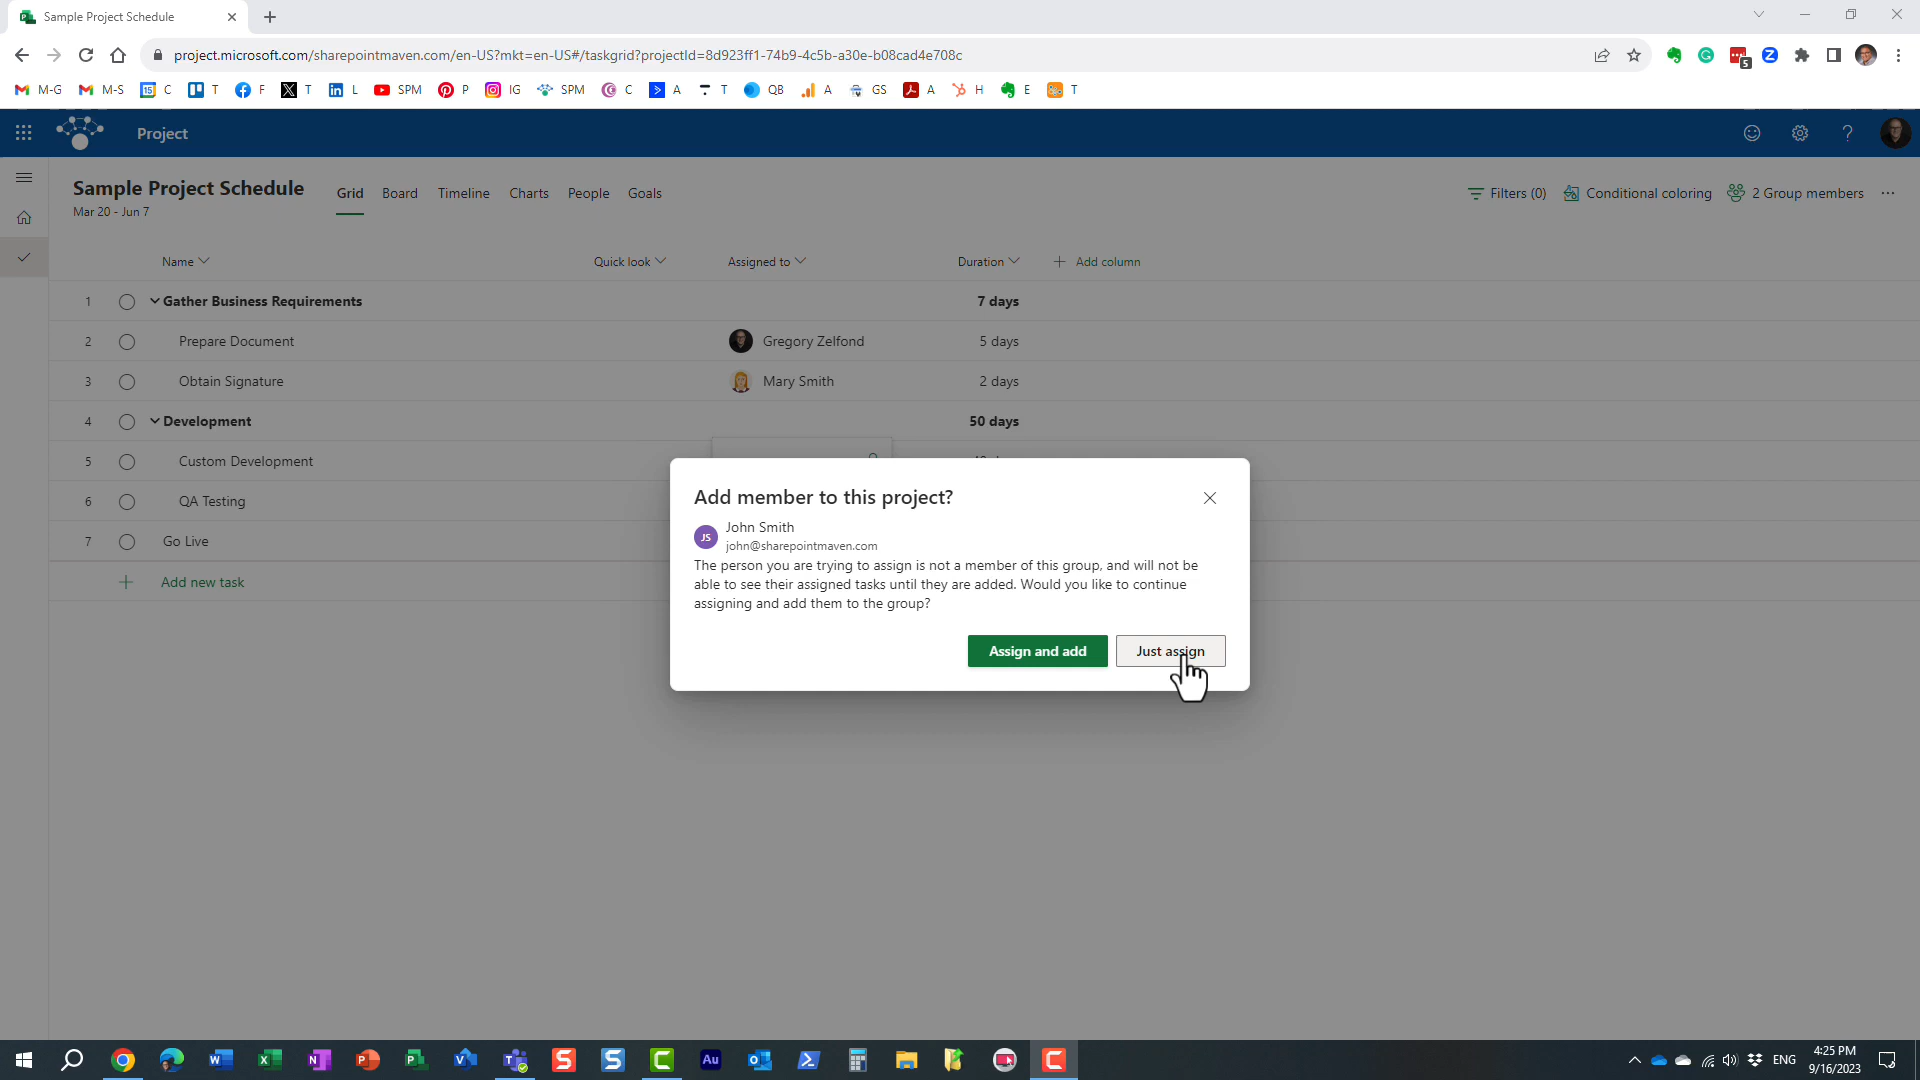 Sample Project Schedule
project.microsoft.com/sharepointmaven.com/en-US?mkt=en-US#/taskgrid?projectId=8d923ff1-74b9-4c5b-a30e-b08cad4e708c
5
M-G M-S 15 C T F T L SPM P IG SPM C A T QB A GS A H E T
Project
Sample Project Schedule
Mar 20 - Jun 7
Grid Board Timeline Charts People Goals
Filters (0) Conditional coloring 2 Group members
Name Quick look Assigned to Duration Add column
1 Gather Business Requirements 7 days
2 Prepare Document Gregory Zelfond 5 days
3 Obtain Signature Mary Smith 2 days
4 Development 50 days
5 Custom Development
6 QA Testing
7 Go Live
Add new task
Add member to this project?
JS John Smith
john@sharepointmaven.com
The person you are trying to assign is not a member of this group, and will not be
able to see their assigned tasks until they are added. Would you like to continue
assigning and add them to the group?
Assign and add Just assign
ENG
4:25 PM
9/16/2023